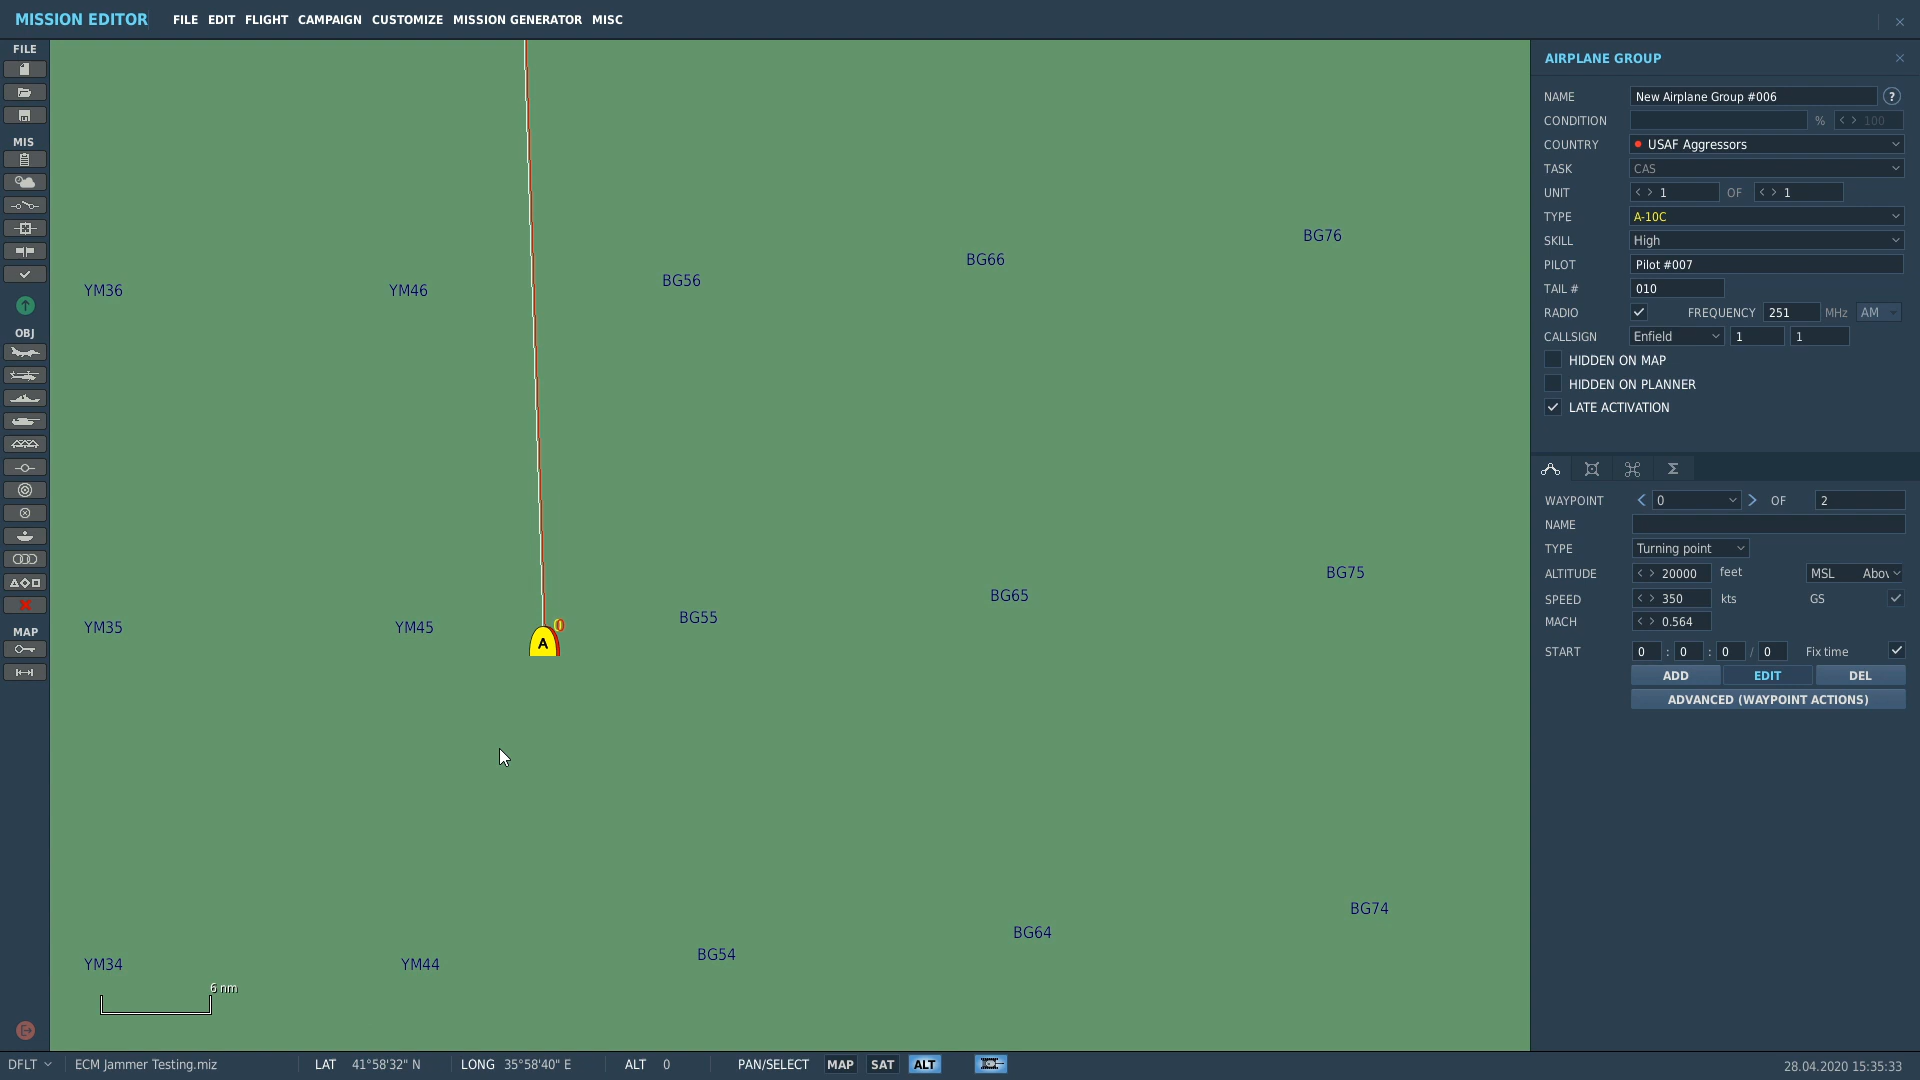 MISSION EDITOR FILE EDIT FLIGHT CAMPAIGN CUSTOMIZE MISSION GENERATOR MISC
FILE
MIS
OBJ
MAP
BG76
BG66
BG56
YM36 YM46
BG75
BG65
BG55
YM35 YM45
0
A
BG74
BG64
BG54
YM34 YM44
6 nm
AIRPLANE GROUP
NAME New Airplane Group #006 ?
CONDITION % < > 100
COUNTRY USAF Aggressors
TASK CAS
UNIT < > 1 OF < > 1
TYPE A-10C
SKILL High
PILOT Pilot #007
TAIL # 010
RADIO FREQUENCY 251 MHz AM
CALLSIGN Enfield 1 1
HIDDEN ON MAP
HIDDEN ON PLANNER
LATE ACTIVATION
Σ
WAYPOINT < 0 > OF 2
NAME
TYPE Turning point
ALTITUDE < > 20000 feet MSL Abov
SPEED < > 350 kts GS
MACH < > 0.564
START 0 : 0 : 0 / 0 Fix time
ADD EDIT DEL
ADVANCED (WAYPOINT ACTIONS)
DFLT ECM Jammer Testing.miz LAT 41°58'32" N LONG 35°58'40" E ALT 0 PAN/SELECT MAP SAT ALT 28.04.2020 15:35:33